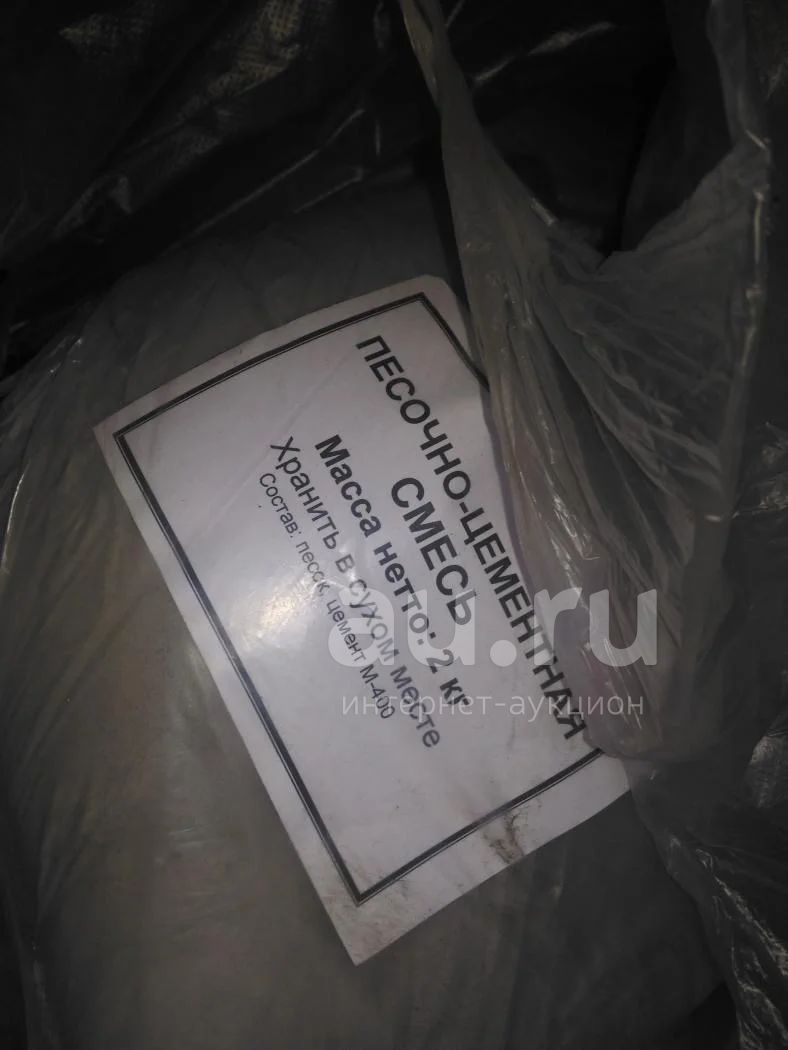 ПЕСОЧНО-ЦЕМЕНТНАЯ
СМЕСЬ
Масса нетто: 2 кг
Хранить в сухом месте
Состав: песок, цемент М-400
au.ru
интернет-аукцион